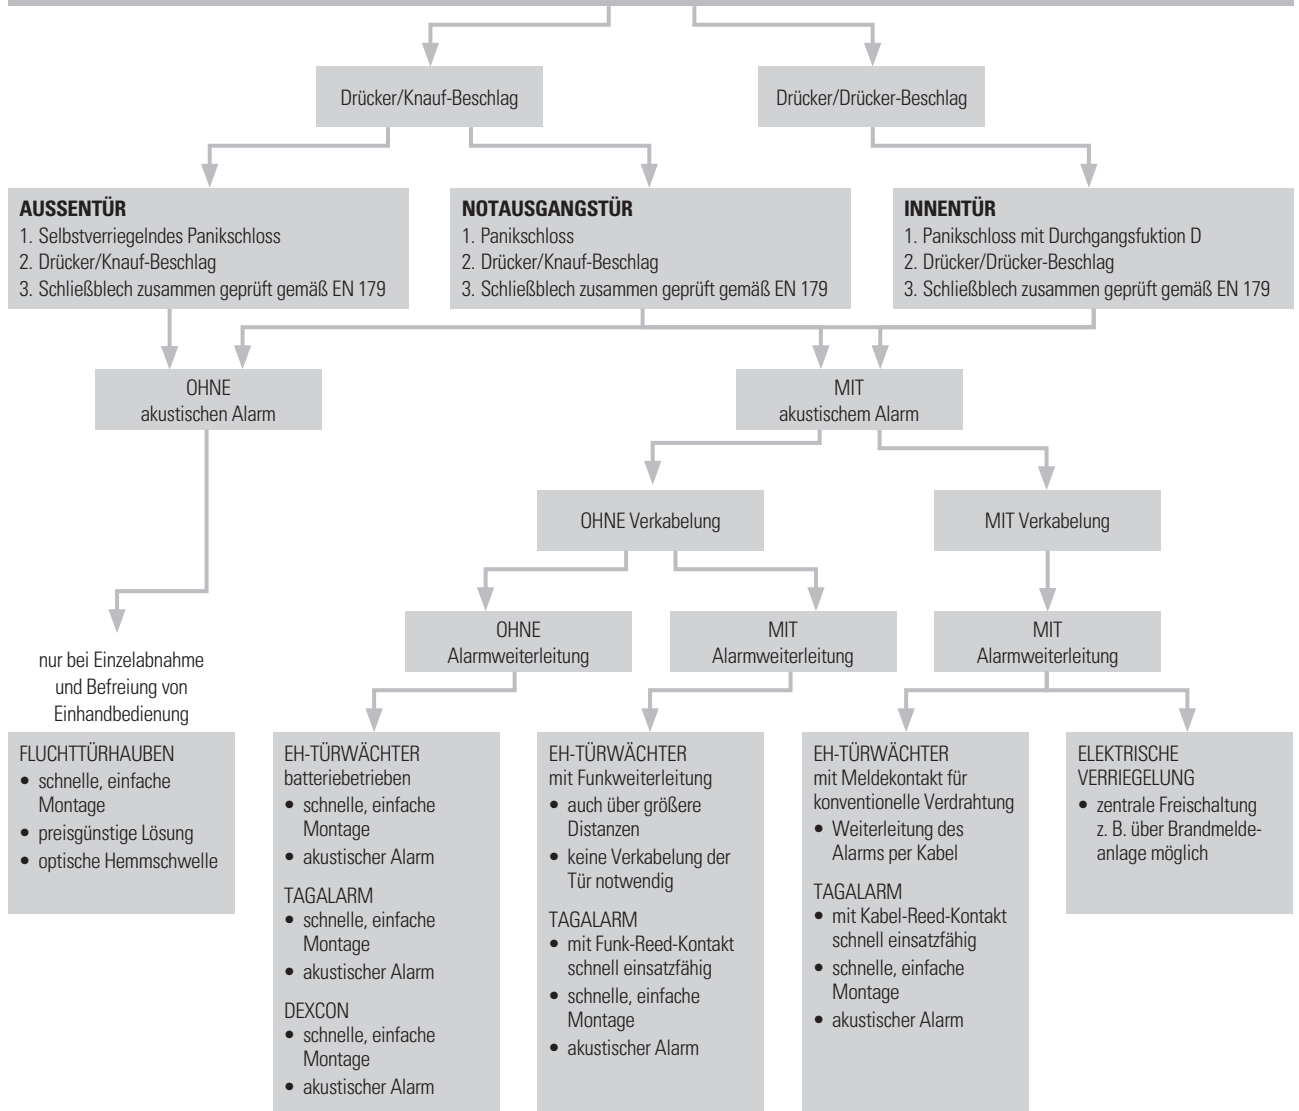 Drücker/Knauf-Beschlag
Drücker/Drücker-Beschlag
AUSSENTÜR
1. Selbstverriegelndes Panikschloss
2. Drücker/Knauf-Beschlag
3. Schließblech zusammen geprüft gemäß EN 179
NOTAUSGANGSTÜR
1. Panikschloss
2. Drücker/Knauf-Beschlag
3. Schließblech zusammen geprüft gemäß EN 179
INNENTÜR
1. Panikschloss mit Durchgangsfuktion D
2. Drücker/Drücker-Beschlag
3. Schließblech zusammen geprüft gemäß EN 179
OHNE
akustischen Alarm
MIT
akustischem Alarm
OHNE Verkabelung
MIT Verkabelung
OHNE
Alarmweiterleitung
MIT
Alarmweiterleitung
MIT
Alarmweiterleitung
nur bei Einzelabnahme
und Befreiung von
Einhandbedienung
FLUCHTTÜRHAUBEN
• schnelle, einfache
Montage
• preisgünstige Lösung
• optische Hemmschwelle
EH-TÜRWÄCHTER
batteriebetrieben
• schnelle, einfache
Montage
• akustischer Alarm
TAGALARM
• schnelle, einfache
Montage
• akustischer Alarm
DEXCON
• schnelle, einfache
Montage
• akustischer Alarm
EH-TÜRWÄCHTER
mit Funkweiterleitung
• auch über größere
Distanzen
• keine Verkabelung der
Tür notwendig
TAGALARM
• mit Funk-Reed-Kontakt
schnell einsatzfähig
• schnelle, einfache
Montage
• akustischer Alarm
EH-TÜRWÄCHTER
mit Meldekontakt für
konventionelle Verdrahtung
• Weiterleitung des
Alarms per Kabel
TAGALARM
• mit Kabel-Reed-Kontakt
schnell einsatzfähig
• schnelle, einfache
Montage
• akustischer Alarm
ELEKTRISCHE
VERRIEGELUNG
• zentrale Freischaltung
z. B. über Brandmelde-
anlage möglich